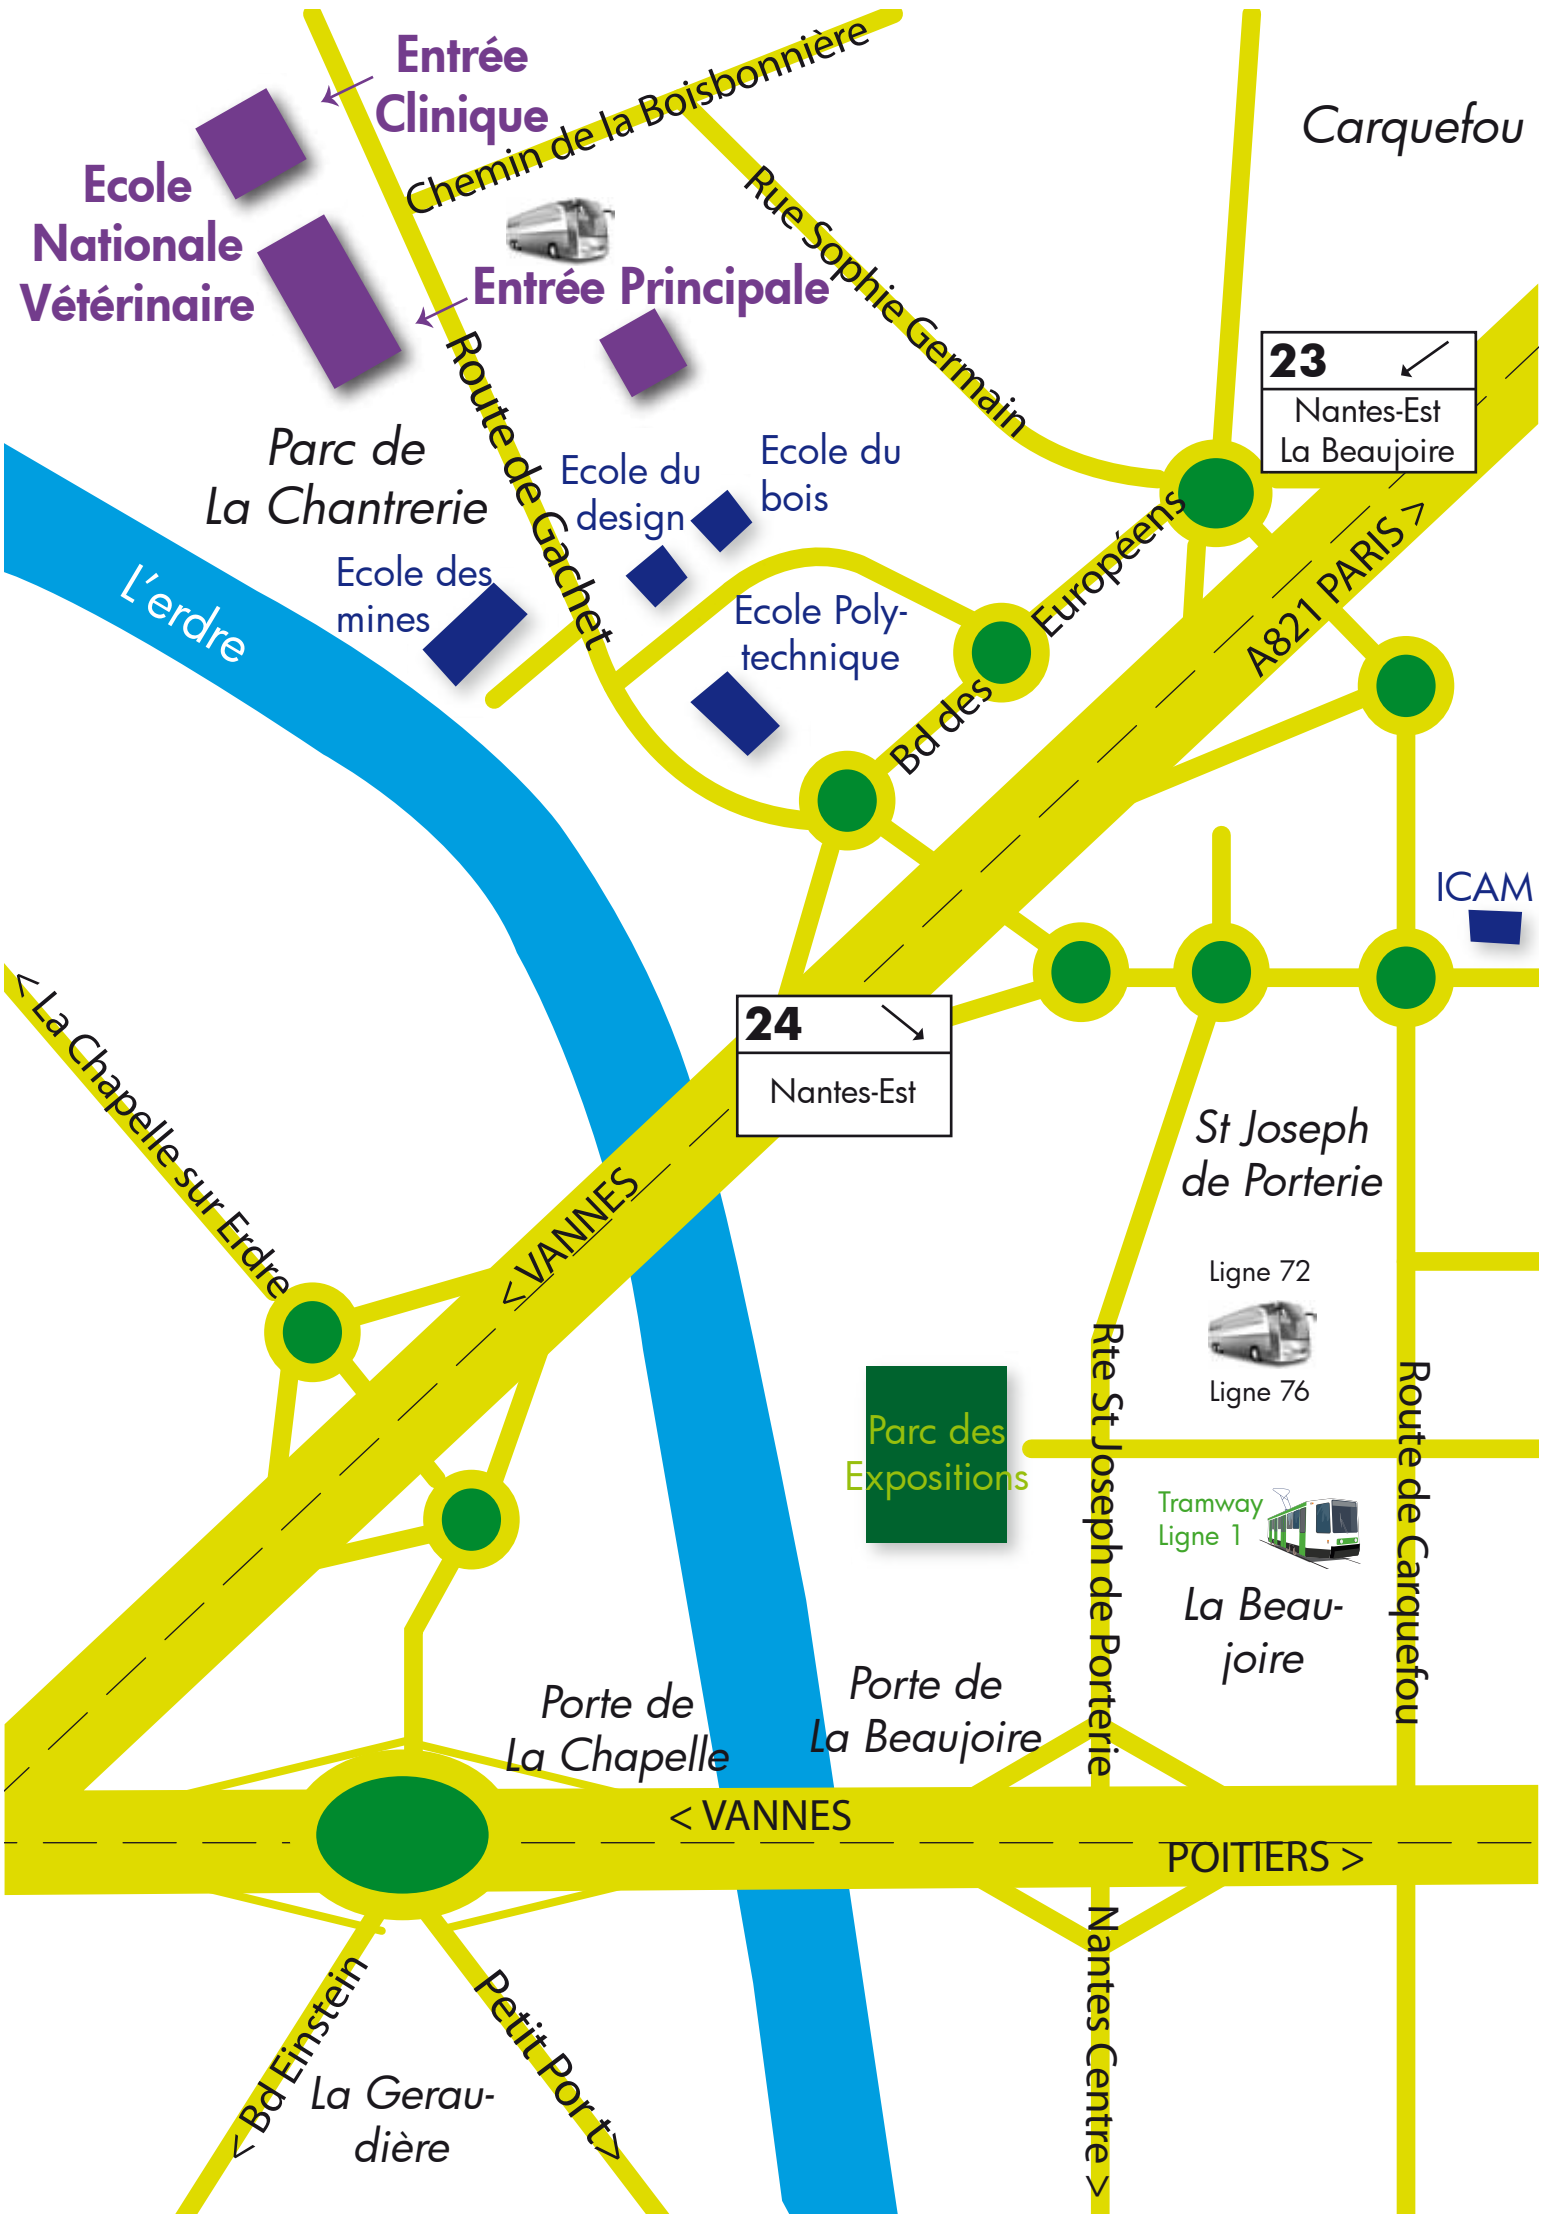 Entrée
Clinique
Chemin de la Boisbonnière
Carquefou
Ecole
Nationale
Vétérinaire
Rue Sophie Germain
Entrée Principale
23
Nantes-Est
La Beaujoire
Route de Gachet
Parc de
La Chantrerie
Ecole du
design
Ecole du
bois
Ecole des
mines
L'erdre
Ecole Poly-
technique
Bd des Européens
A821 PARIS >
ICAM
< La Chapelle sur Erdre
24
Nantes-Est
St Joseph
de Porterie
< VANNES
Ligne 72
Ligne 76
Rte St Joseph de Porterie
Route de Carquefou
Parc des
Expositions
Tramway
Ligne 1
La Beau-
joire
Porte de
La Chapelle
Porte de
La Beaujoire
< VANNES
POITIERS >
< Bd Einstein
Petit Port>
Nantes Centre >
La Gerau-
dière